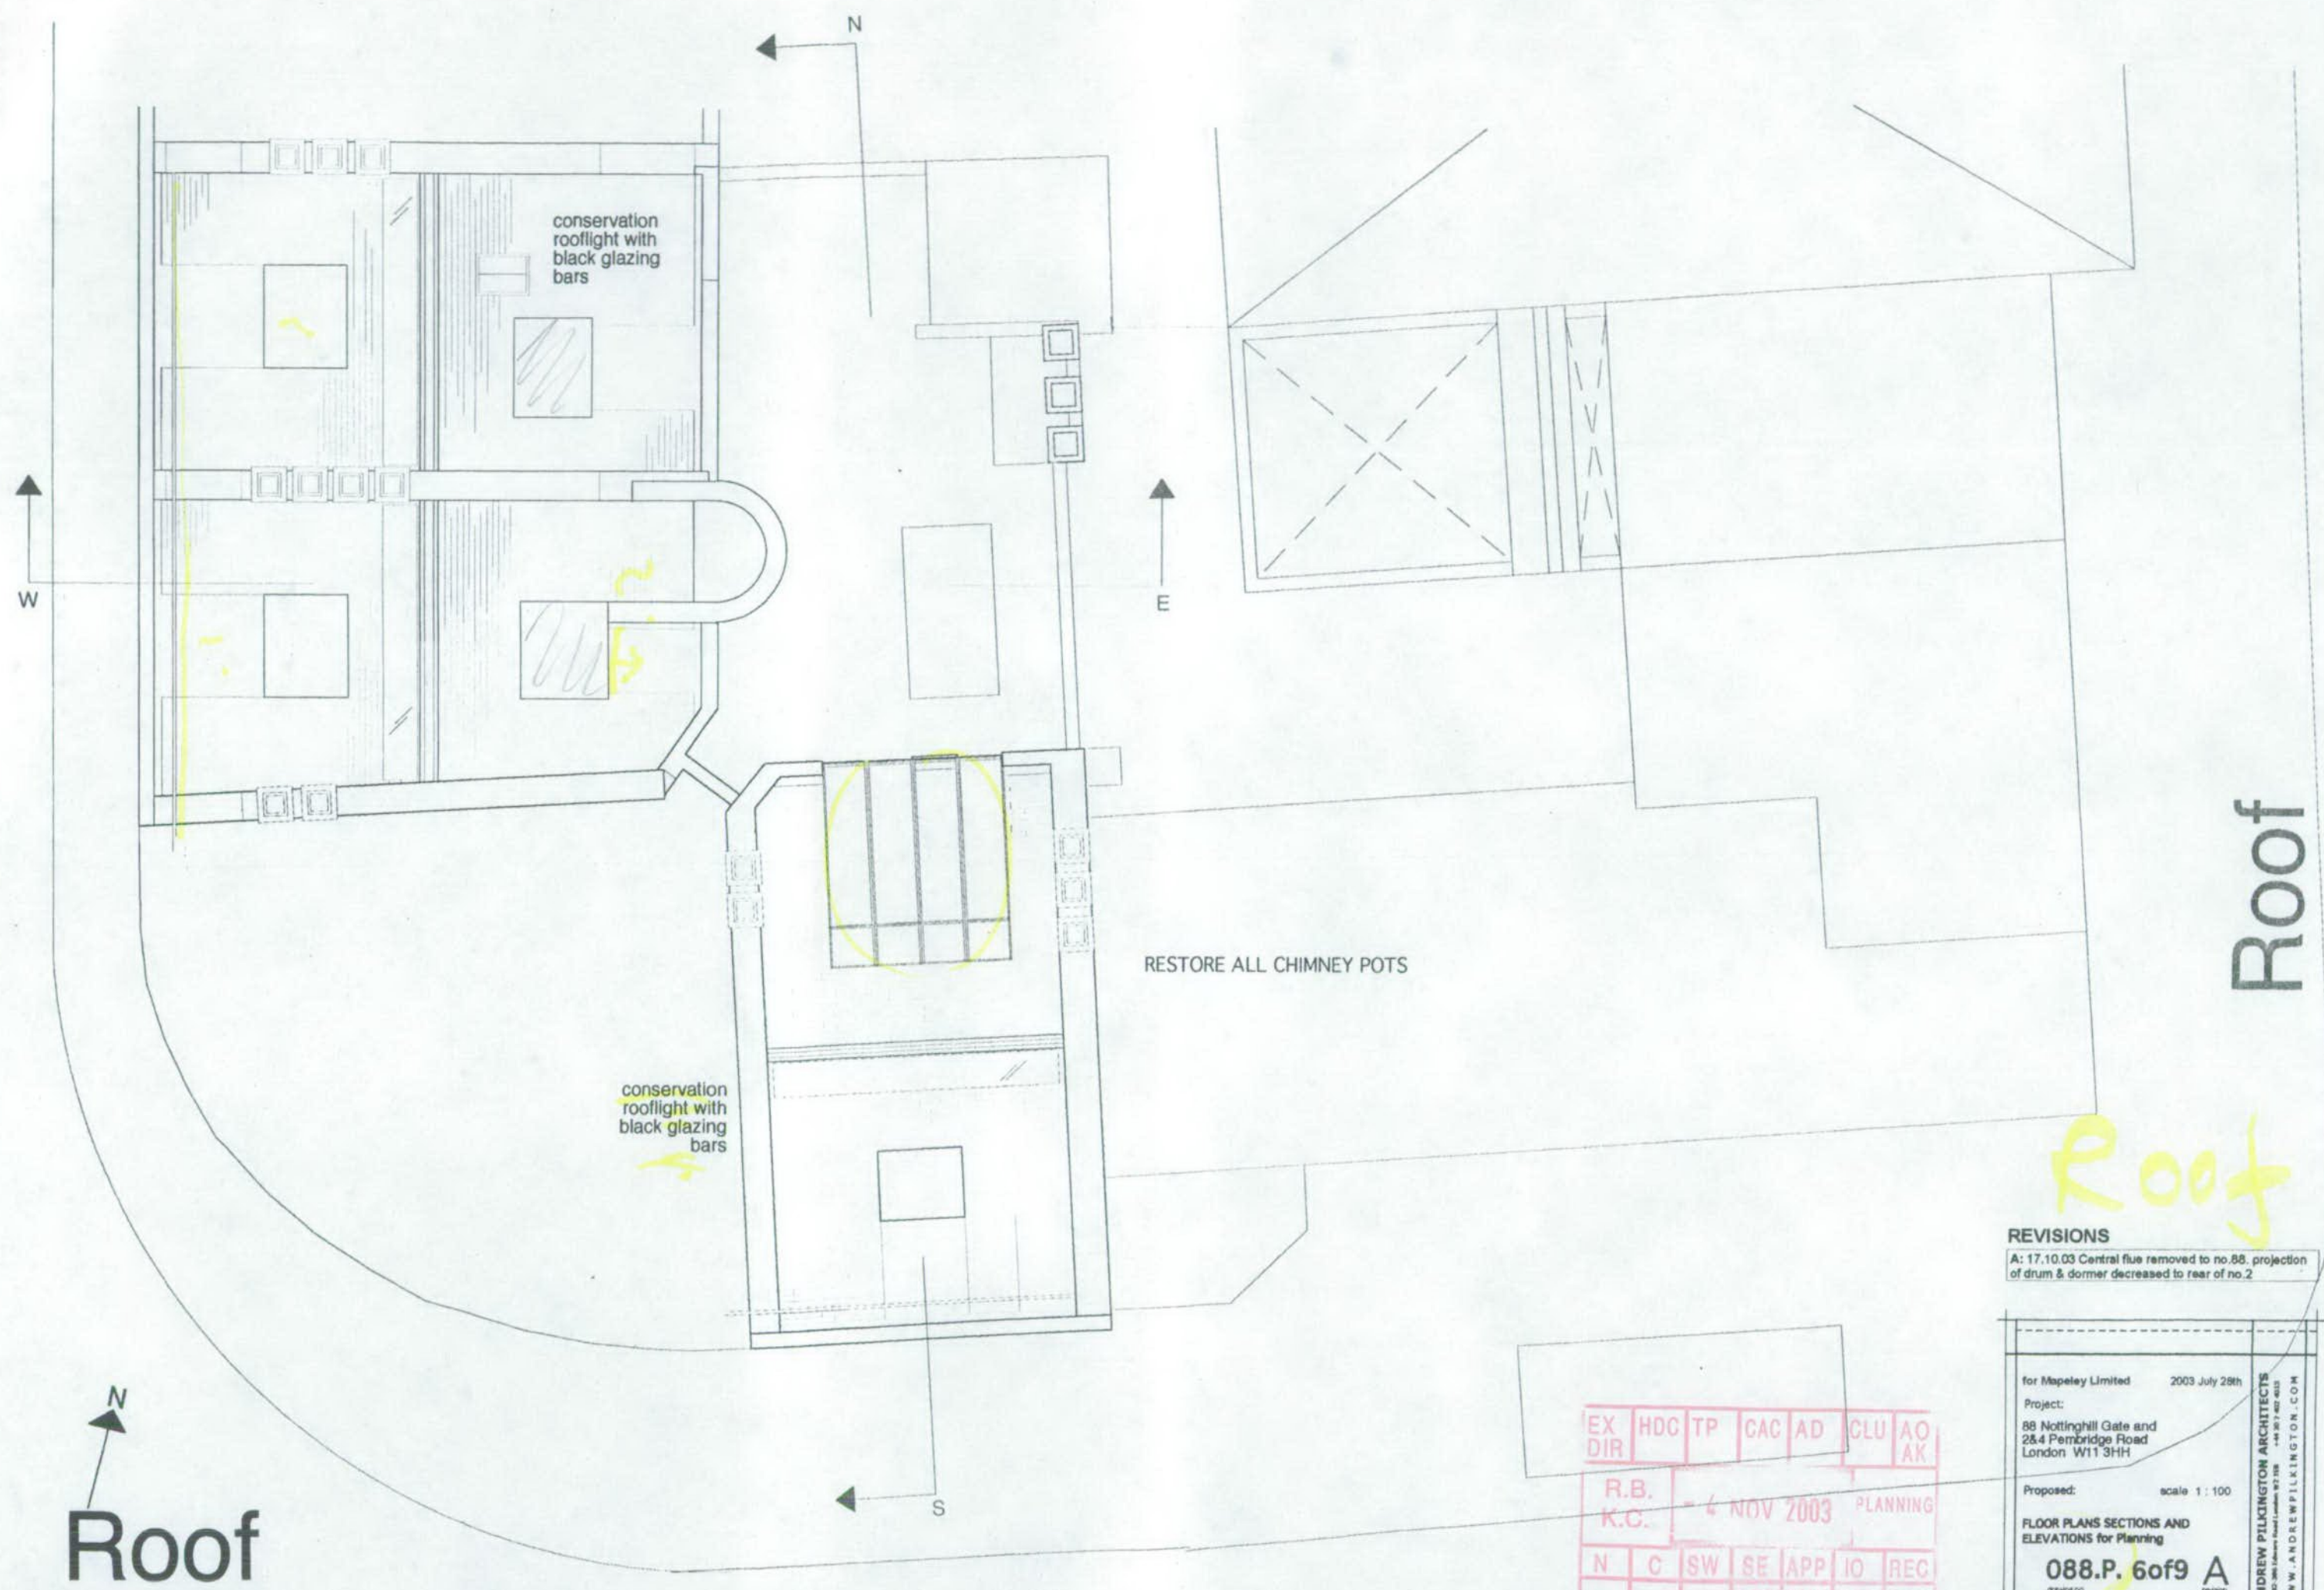 N
conservation
rooflight with
black glazing
bars
W
E
RESTORE ALL CHIMNEY POTS
Roof
conservation
rooflight with
black glazing
bars
Roof
REVISIONS
A: 17.10.03 Central flue removed to no.88. projection
of drum & dormer decreased to rear of no.2
for Mapeley Limited 2003 July 28th
Project:
88 Nottinghill Gate and
2&4 Pembridge Road
London W11 3HH
Proposed: scale 1 : 100
FLOOR PLANS SECTIONS AND
ELEVATIONS for Planning
088.P. 6of9 A
NDREW PILKINGTON ARCHITECTS
WW.ANDREWPILKINGTON.COM
EX DIR HDC TP CAC AD CLU AO AK
R.B.
K.C. - 4 NOV 2003 PLANNING
N C SW SE APP IO REC
S
N
Roof